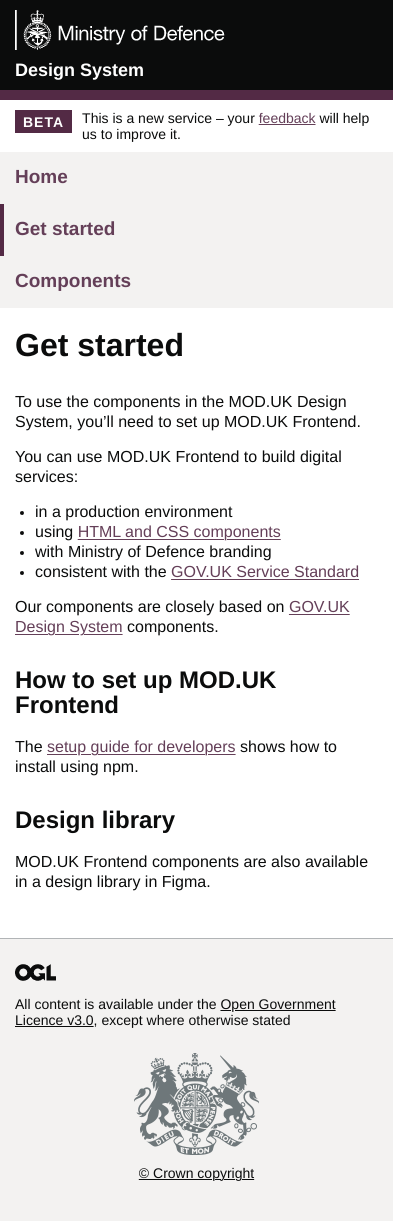 Ministry of Defence
Design System
BETA
This is a new service – your feedback will help
us to improve it.
Home
Get started
Components
Get started
To use the components in the MOD.UK Design
System, you’ll need to set up MOD.UK Frontend.
You can use MOD.UK Frontend to build digital
services:
• in a production environment
• using HTML and CSS components
• with Ministry of Defence branding
• consistent with the GOV.UK Service Standard
Our components are closely based on GOV.UK
Design System components.
How to set up MOD.UK
Frontend
The setup guide for developers shows how to
install using npm.
Design library
MOD.UK Frontend components are also available
in a design library in Figma.
OGL
All content is available under the Open Government
Licence v3.0, except where otherwise stated
DIEU ET MON DROIT
© Crown copyright